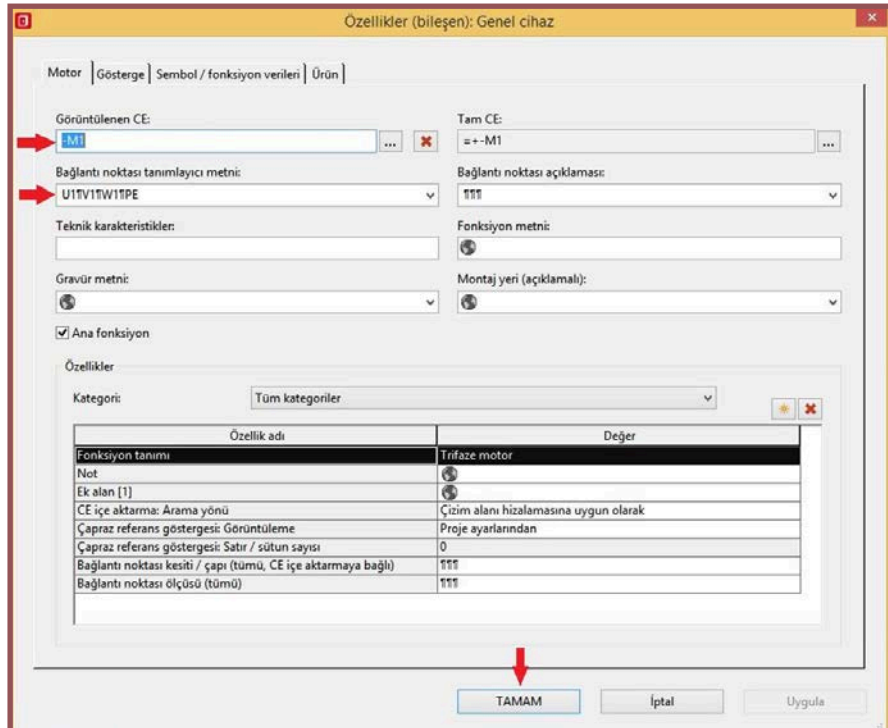 Özellikler (bileşen): Genel cihaz
Motor Gösterge Sembol / fonksiyon verileri Ürün
Görüntülenen CE: Tam CE:
-M1 ... =+-M1 ...
Bağlantı noktası tanımlayıcı metni: Bağlantı noktası açıklaması:
U1¶V1¶W1¶PE ¶¶¶
Teknik karakteristikler: Fonksiyon metni:
Gravür metni: Montaj yeri (açıklamalı):
Ana fonksiyon
Özellikler
Kategori: Tüm kategoriler
Özellik adı Değer
Fonksiyon tanımı Trifaze motor
Not
Ek alan [1]
CE içe aktarma: Arama yönü Çizim alanı hizalamasına uygun olarak
Çapraz referans göstergesi: Görüntüleme Proje ayarlarından
Çapraz referans göstergesi: Satır / sütun sayısı 0
Bağlantı noktası kesiti / çapı (tümü, CE içe aktarmaya bağlı) ¶¶¶
Bağlantı noktası ölçüsü (tümü) ¶¶¶
TAMAM İptal Uygula